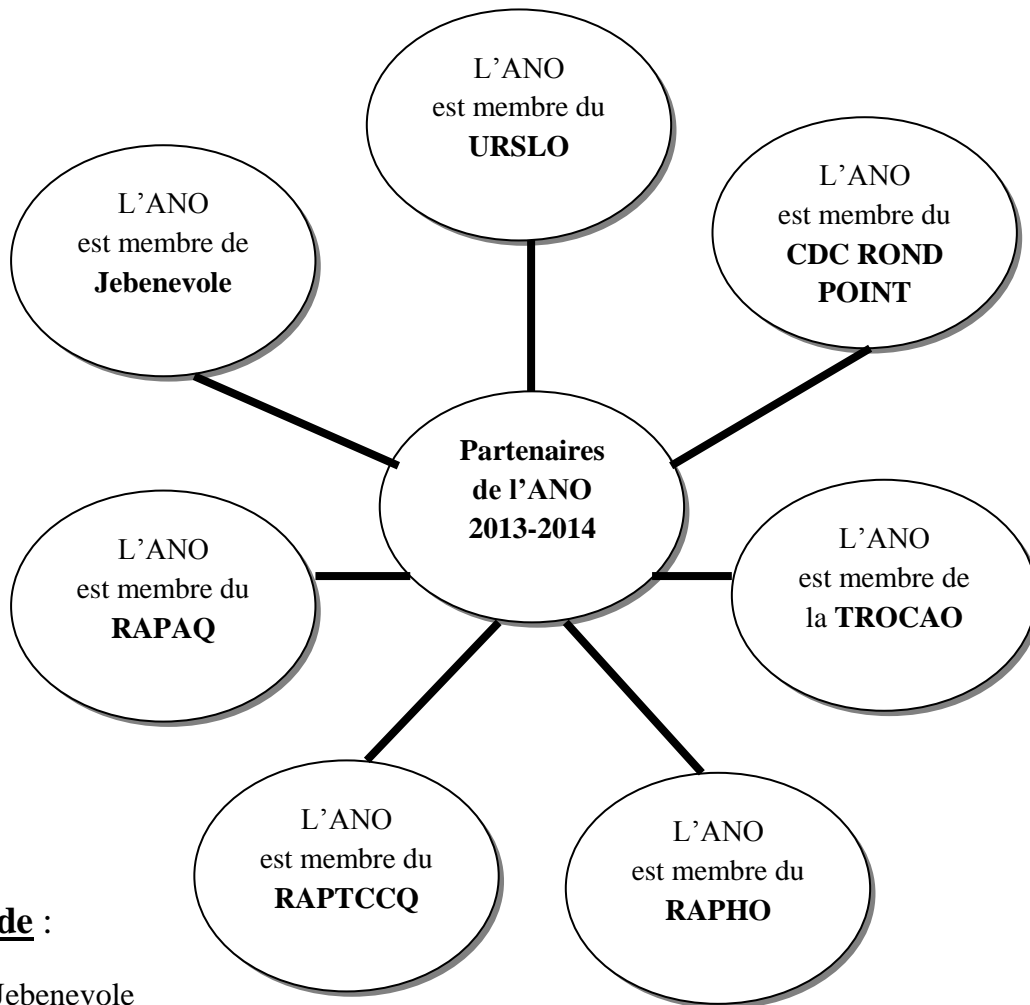 L’ANO
est membre du
URSLO
L’ANO
est membre de
Jebenevole
L’ANO
est membre du
CDC ROND
POINT
Partenaires
de l’ANO
2013-2014
L’ANO
est membre du
RAPAQ
L’ANO
est membre de
la TROCAO
L’ANO
est membre du
RAPTCCQ
L’ANO
est membre du
RAPHO
de :
Jebenevole